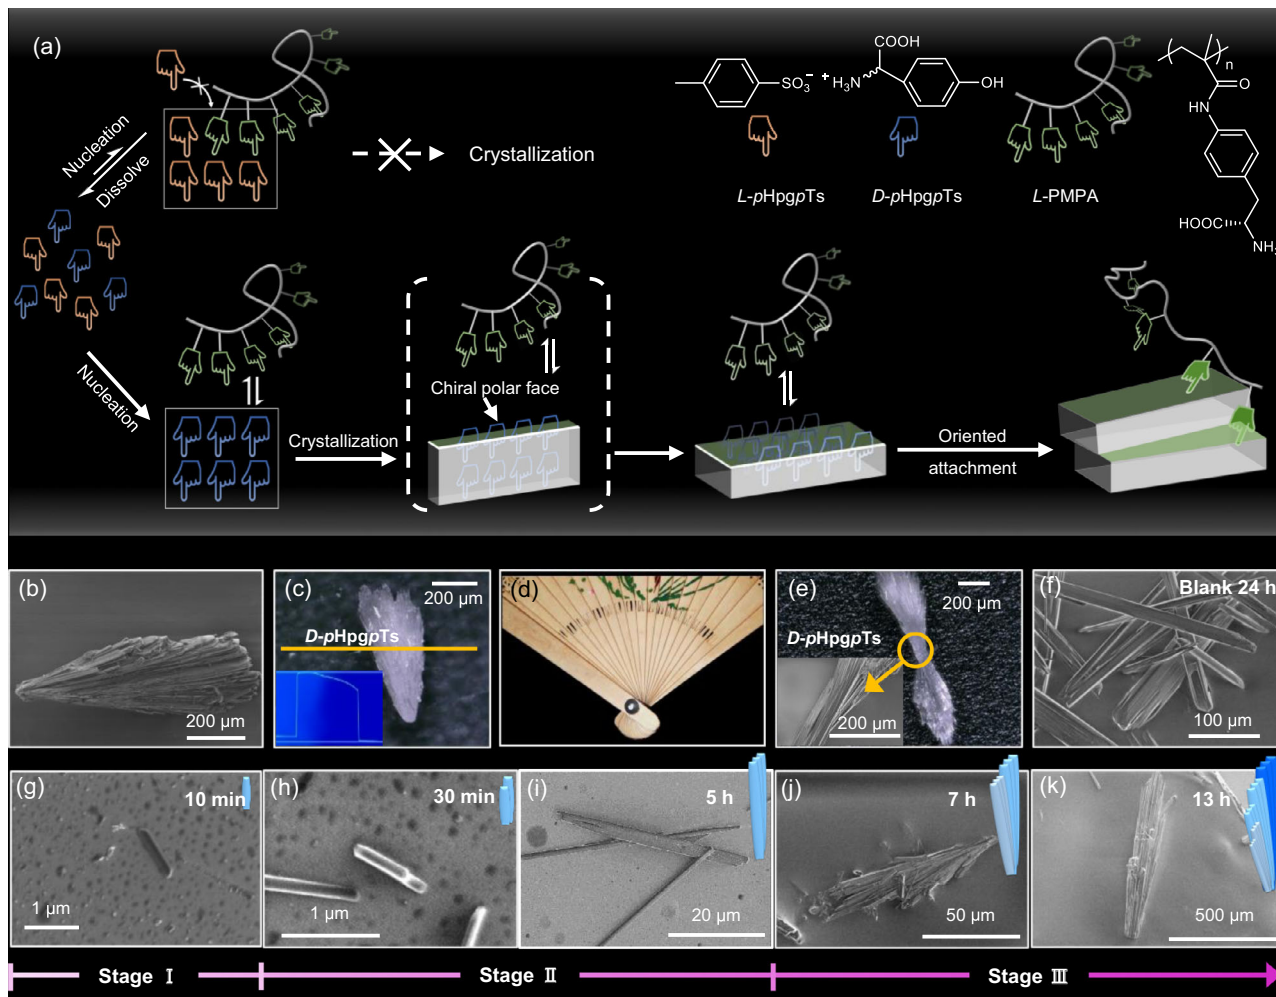 (a)
COOH
SO3−
+
H3N
OH
n
O
NH
HOOC
NH2
Nucleation
Dissolve
Crystallization
L-pHpgpTs
D-pHpgpTs
L-PMPA
Nucleation
Crystallization
Chiral polar face
Oriented
attachment
(b)
200 μm
(c)
200 μm
D-pHpgpTs
(d)
(e)
200 μm
D-pHpgpTs
200 μm
(f)
Blank 24 h
100 μm
(g)
10 min
1 μm
(h)
30 min
1 μm
(i)
5 h
20 μm
(j)
7 h
50 μm
(k)
13 h
500 μm
Stage Ⅰ
Stage Ⅱ
Stage Ⅲ